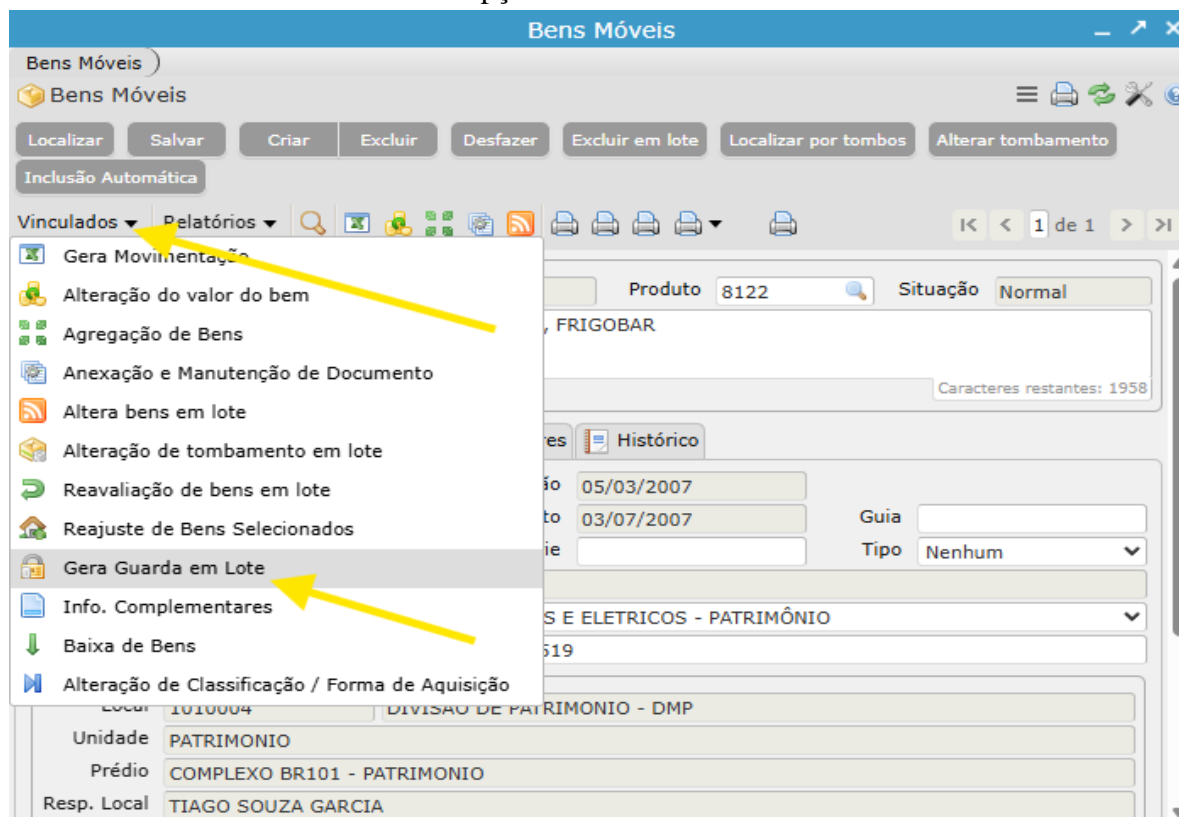 Bens Móveis
Bens Móveis
Bens Móveis
Localizar Salvar Criar Excluir Desfazer Excluir em lote Localizar por tombos Alterar tombamento
Inclusão Automática
Vinculados Relatórios 1 de 1
Gera Movimentação
Produto 8122 Situação Normal
Alteração do valor do bem
, FRIGOBAR
Agregação de Bens
Anexação e Manutenção de Documento
Caracteres restantes: 1958
Altera bens em lote
Alteração de tombamento em lote
es Histórico
Reavaliação de bens em lote
ão 05/03/2007
Reajuste de Bens Selecionados
to 03/07/2007 Guia
Gera Guarda em Lote
ie Tipo Nenhum
Info. Complementares
S E ELETRICOS - PATRIMÔNIO
Baixa de Bens
519
Alteração de Classificação / Forma de Aquisição
Local 1010004 DIVISAO DE PATRIMONIO - DMP
Unidade PATRIMONIO
Prédio COMPLEXO BR101 - PATRIMONIO
Resp. Local TIAGO SOUZA GARCIA